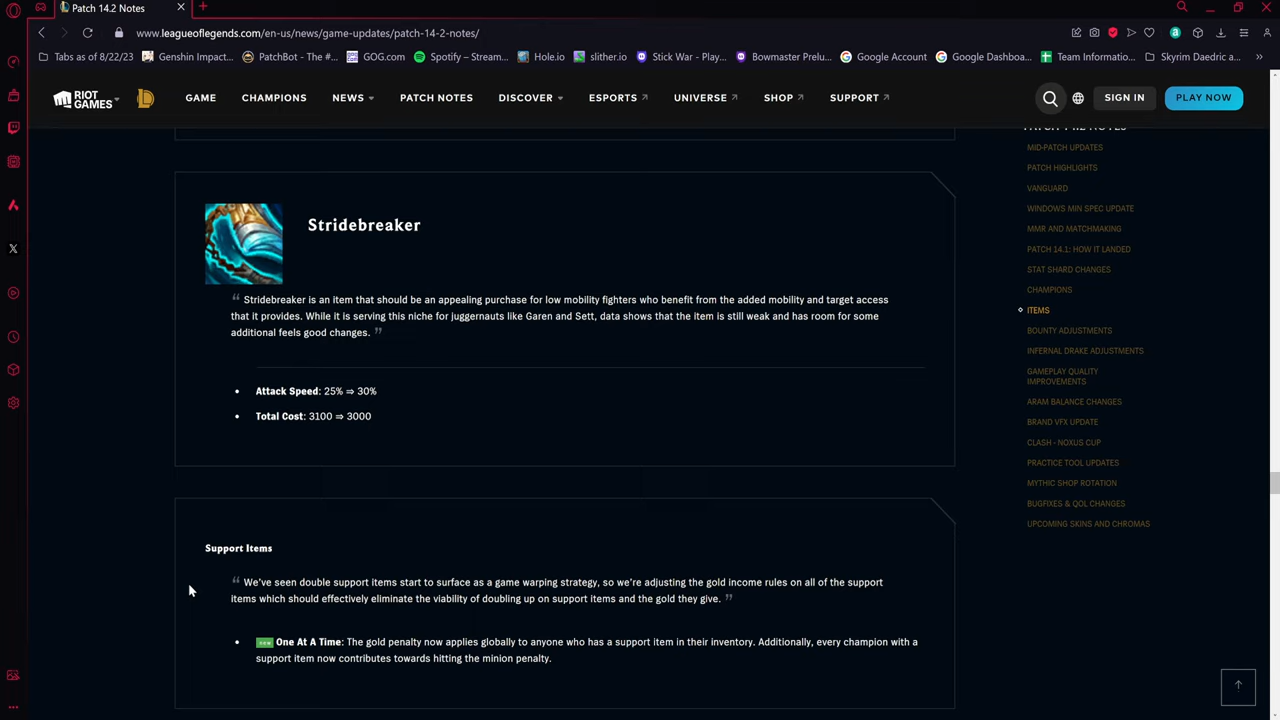 Patch 14.2 Notes
www.leagueoflegends.com/en-us/news/game-updates/patch-14-2-notes/
Tabs as of 8/22/23
Genshin Impact...
PatchBot - The #...
GOG.com
Spotify – Stream...
Hole.io
slither.io
Stick War - Play...
Bowmaster Prelu...
Google Account
Google Dashboa...
Team Informatio...
Skyrim Daedric a...
RIOT GAMES
GAME
CHAMPIONS
NEWS
PATCH NOTES
DISCOVER
ESPORTS
UNIVERSE
SHOP
SUPPORT
SIGN IN
PLAY NOW
Stridebreaker
" Stridebreaker is an item that should be an appealing purchase for low mobility fighters who benefit from the added mobility and target access
that it provides. While it is serving this niche for juggernauts like Garen and Sett, data shows that the item is still weak and has room for some
additional feels good changes. "
• Attack Speed: 25% ⇒ 30%
• Total Cost: 3100 ⇒ 3000
Support Items
" We've seen double support items start to surface as a game warping strategy, so we're adjusting the gold income rules on all of the support
items which should effectively eliminate the viability of doubling up on support items and the gold they give. "
• NEW One At A Time: The gold penalty now applies globally to anyone who has a support item in their inventory. Additionally, every champion with a
support item now contributes towards hitting the minion penalty.
PATCH 14.2 NOTES
MID-PATCH UPDATES
PATCH HIGHLIGHTS
VANGUARD
WINDOWS MIN SPEC UPDATE
MMR AND MATCHMAKING
PATCH 14.1: HOW IT LANDED
STAT SHARD CHANGES
CHAMPIONS
ITEMS
BOUNTY ADJUSTMENTS
INFERNAL DRAKE ADJUSTMENTS
GAMEPLAY QUALITY
IMPROVEMENTS
ARAM BALANCE CHANGES
BRAND VFX UPDATE
CLASH - NOXUS CUP
PRACTICE TOOL UPDATES
MYTHIC SHOP ROTATION
BUGFIXES & QOL CHANGES
UPCOMING SKINS AND CHROMAS